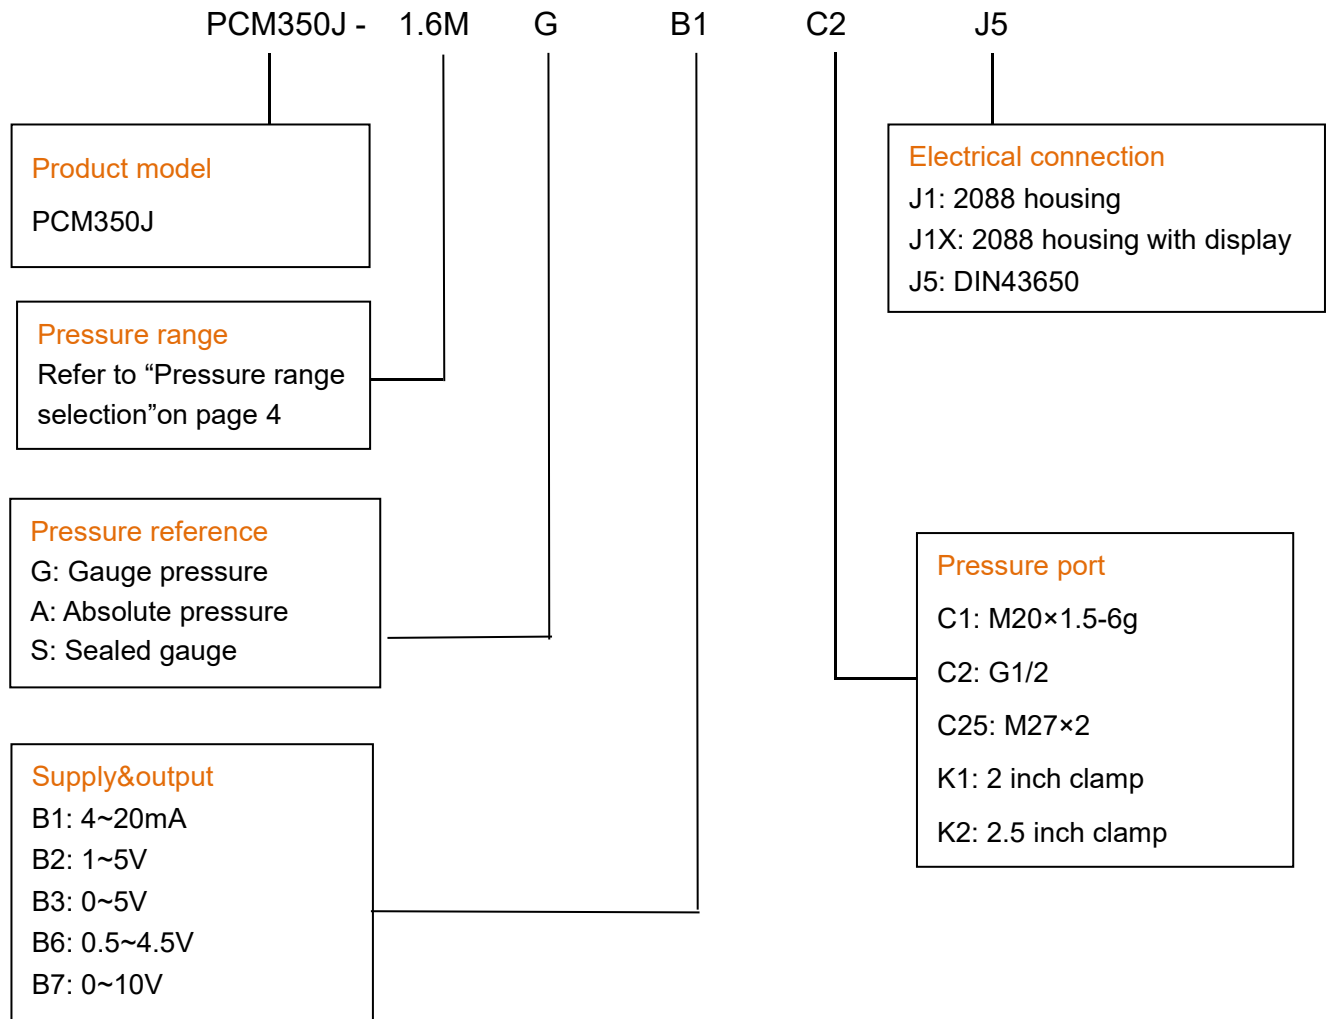 PCM350J - 1.6M G B1 C2 J5
Product model
PCM350J
Pressure range
Refer to “Pressure range
selection”on page 4
Pressure reference
G: Gauge pressure
A: Absolute pressure
S: Sealed gauge
Supply&output
B1: 4~20mA
B2: 1~5V
B3: 0~5V
B6: 0.5~4.5V
B7: 0~10V
Electrical connection
J1: 2088 housing
J1X: 2088 housing with display
J5: DIN43650
Pressure port
C1: M20×1.5-6g
C2: G1/2
C25: M27×2
K1: 2 inch clamp
K2: 2.5 inch clamp